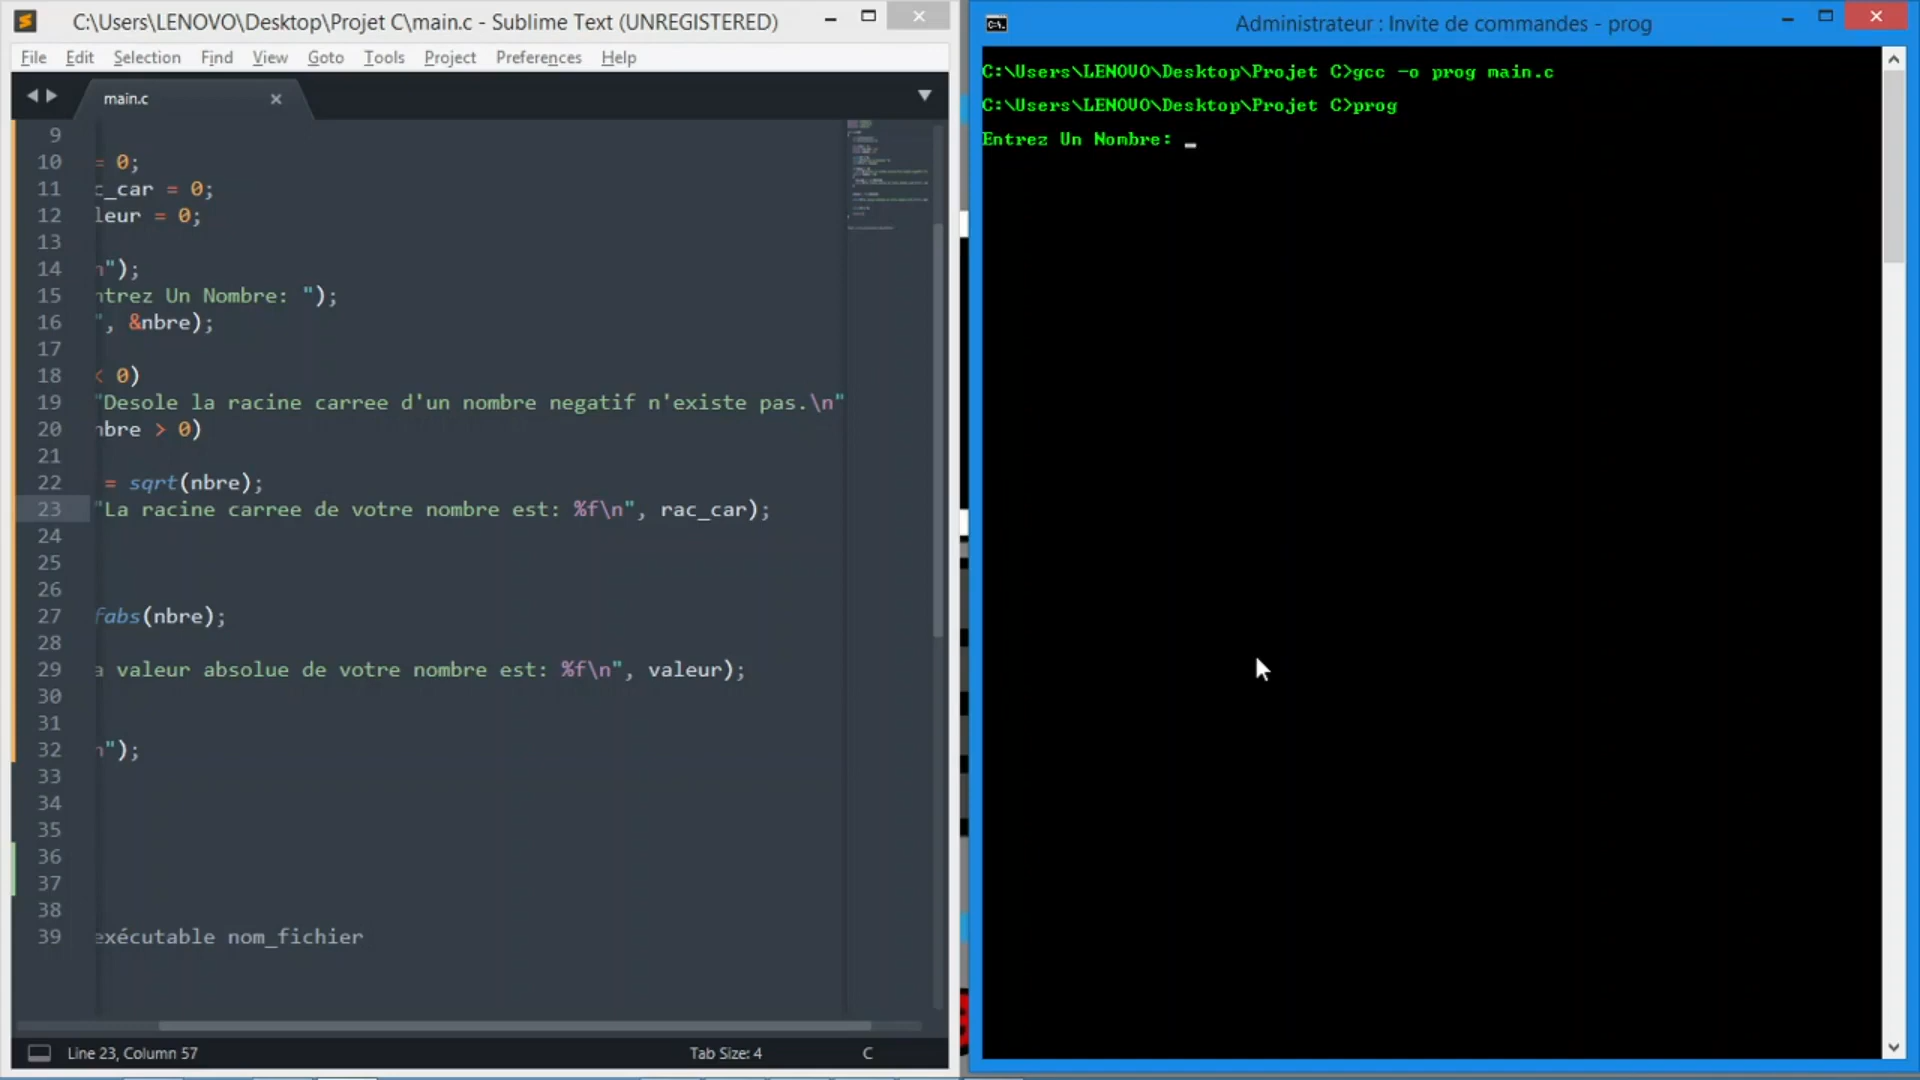 C:\Users\LENOVO\Desktop\Projet C\main.c - Sublime Text (UNREGISTERED)
File Edit Selection Find View Goto Tools Project Preferences Help
main.c
9
10 = 0;
11 c_car = 0;
12 leur = 0;
13
14 n");
15 ntrez Un Nombre: ");
16 ", &nbre);
17
18 < 0)
19 "Desole la racine carree d'un nombre negatif n'existe pas.\n"
20 nbre > 0)
21
22 = sqrt(nbre);
23 "La racine carree de votre nombre est: %f\n", rac_car);
24
25
26
27 fabs(nbre);
28
29 a valeur absolue de votre nombre est: %f\n", valeur);
30
31
32 n");
33
34
35
36
37
38
39 exécutable nom_fichier
Line 23, Column 57 Tab Size: 4 C
Administrateur : Invite de commandes - prog
C:\Users\LENOVO\Desktop\Projet C>gcc -o prog main.c
C:\Users\LENOVO\Desktop\Projet C>prog
Entrez Un Nombre: _